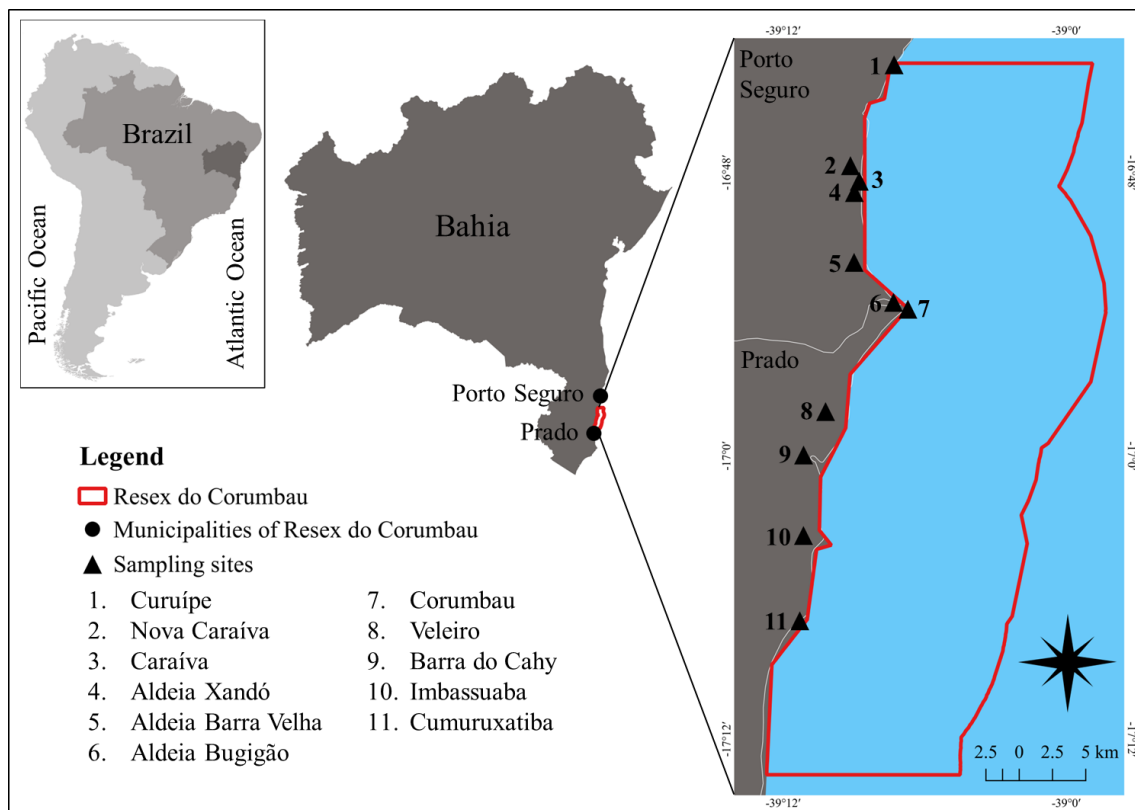 Brazil
Pacific Ocean
Atlantic Ocean
Bahia
Porto Seguro
Prado
Legend
Resex do Corumbau
Municipalities of Resex do Corumbau
Sampling sites
1. Curuípe
2. Nova Caraíva
3. Caraíva
4. Aldeia Xandó
5. Aldeia Barra Velha
6. Aldeia Bugigão
7. Corumbau
8. Veleiro
9. Barra do Cahy
10. Imbassuaba
11. Cumuruxatiba
-39°12'
-39°0'
Porto
Seguro
1
-16°48'
-16°48'
2
3
4
5
6
7
Prado
8
-17°0'
-17°0'
9
10
11
-17°12'
-17°12'
2.5 0 2.5 5 km
-39°12'
-39°0'